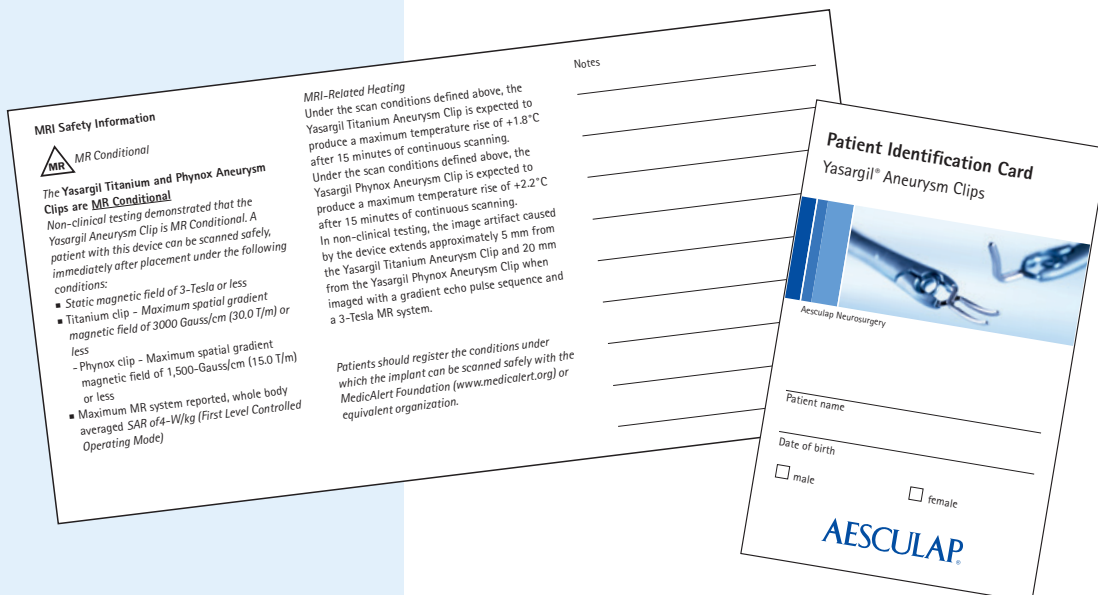 MRI Safety Information
MR
MR Conditional
The Yasargil Titanium and Phynox Aneurysm
Clips are MR Conditional
Non-clinical testing demonstrated that the
Yasargil Aneurysm Clip is MR Conditional. A
patient with this device can be scanned safely,
immediately after placement under the following
conditions:
▪ Static magnetic field of 3-Tesla or less
▪ Titanium clip - Maximum spatial gradient
magnetic field of 3000 Gauss/cm (30.0 T/m) or
less
- Phynox clip - Maximum spatial gradient
magnetic field of 1,500-Gauss/cm (15.0 T/m)
or less
▪ Maximum MR system reported, whole body
averaged SAR of4-W/kg (First Level Controlled
Operating Mode)
MRI-Related Heating
Under the scan conditions defined above, the
Yasargil Titanium Aneurysm Clip is expected to
produce a maximum temperature rise of +1.8°C
after 15 minutes of continuous scanning.
Under the scan conditions defined above, the
Yasargil Phynox Aneurysm Clip is expected to
produce a maximum temperature rise of +2.2°C
after 15 minutes of continuous scanning.
In non-clinical testing, the image artifact caused
by the device extends approximately 5 mm from
the Yasargil Titanium Aneurysm Clip and 20 mm
from the Yasargil Phynox Aneurysm Clip when
imaged with a gradient echo pulse sequence and
a 3-Tesla MR system.
Patients should register the conditions under
which the implant can be scanned safely with the
MedicAlert Foundation (www.medicalert.org) or
equivalent organization.
Notes
Patient Identification Card
Yasargil® Aneurysm Clips
Aesculap Neurosurgery
Patient name
Date of birth
male
female
AESCULAP®